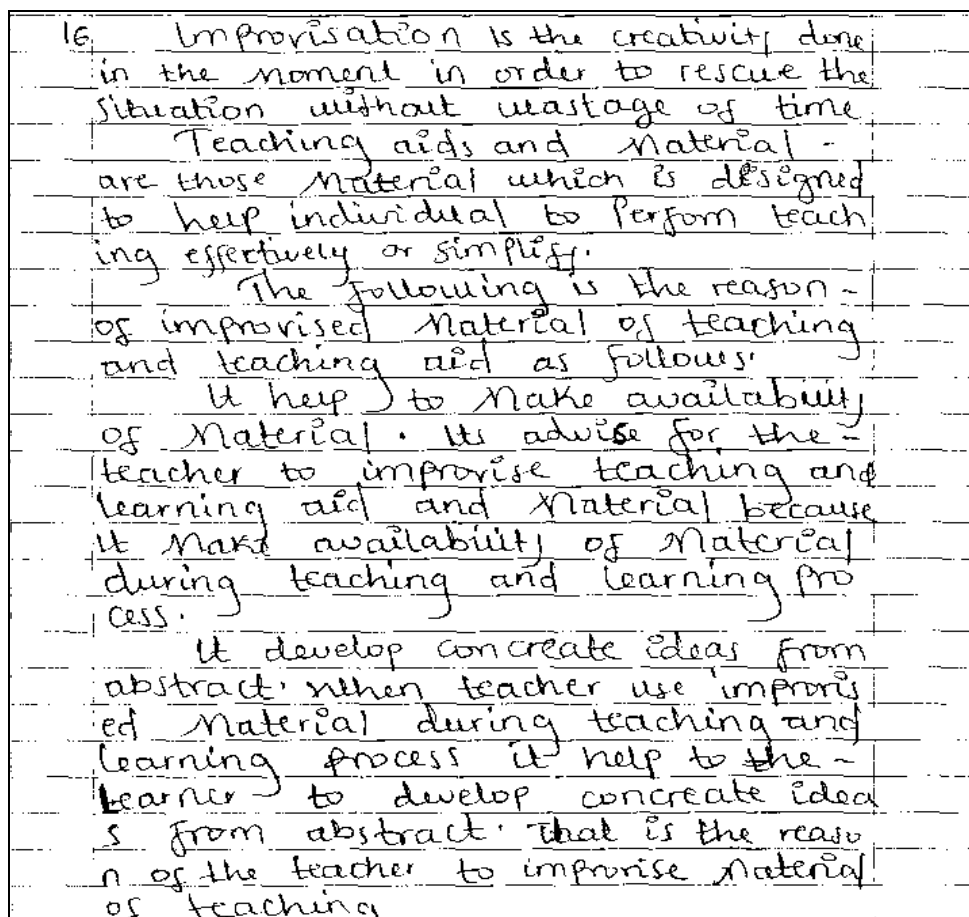 16. Improvisation is the creativity done
in the moment in order to rescue the
situation without wastage of time
Teaching aids and Material -
are those Material which is designed
to help individual to Perfom teach
ing effectively or simplify.
The following is the reason -
of improvised Material of teaching
and teaching aid as follows.
It help to Make availability
of Material. Its advise for the -
teacher to improvise teaching and
learning aid and Material because
it Make availability of Material
during teaching and learning pro
cess.
It develop concreate ideas from
abstract. When teacher use improvis
ed Material during teaching and
learning process it help to the -
learner to develop concreate idea
s from abstract. That is the reaso
n of the teacher to improvise Material
of teaching